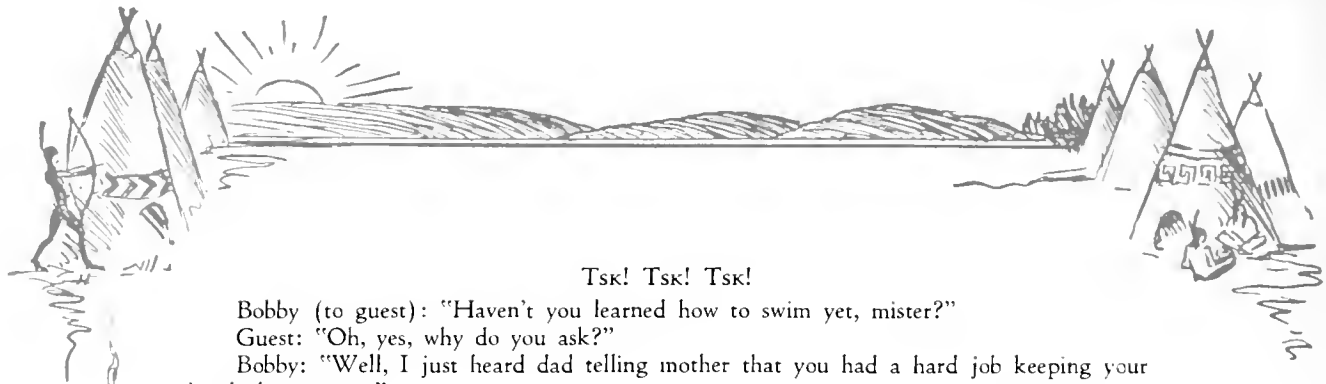 Tsk! Tsk! Tsk!
Bobby (to guest): "Haven't you learned how to swim yet, mister?"
Guest: "Oh, yes, why do you ask?"
Bobby: "Well, I just heard dad telling mother that you had a hard job keeping your